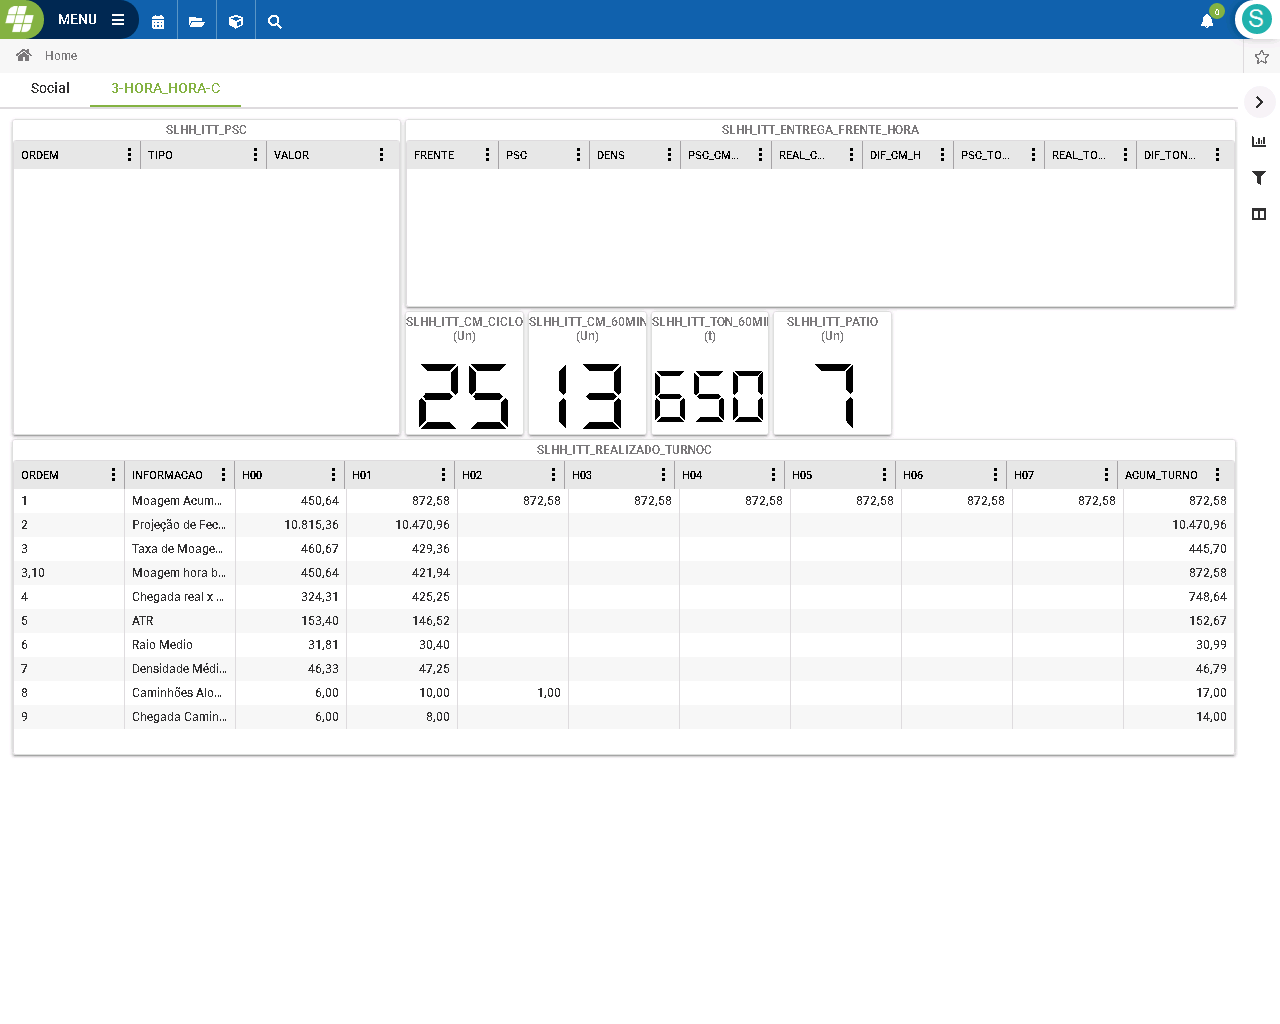 MENU
0
S
Home
Social
3-HORA_HORA-C
SLHH_ITT_PSC
ORDEM TIPO VALOR
SLHH_ITT_ENTREGA_FRENTE_HORA
FRENTE PSC DENS PSC_CM... REAL_C... DIF_CM_H PSC_TO... REAL_TO... DIF_TON...
SLHH_ITT_CM_CICLO
(Un)
25
SLHH_ITT_CM_60MIN
(Un)
13
SLHH_ITT_TON_60MI
(t)
650
SLHH_ITT_PATIO
(Un)
7
SLHH_ITT_REALIZADO_TURNOC
ORDEM INFORMACAO H00 H01 H02 H03 H04 H05 H06 H07 ACUM_TURNO
1 Moagem Acum... 450,64 872,58 872,58 872,58 872,58 872,58 872,58 872,58 872,58
2 Projeção de Fec... 10.815,36 10.470,96 10.470,96
3 Taxa de Moage... 460,67 429,36 445,70
3,10 Moagem hora b... 450,64 421,94 872,58
4 Chegada real x ... 324,31 425,25 748,64
5 ATR 153,40 146,52 152,67
6 Raio Medio 31,81 30,40 30,99
7 Densidade Médi... 46,33 47,25 46,79
8 Caminhões Alo... 6,00 10,00 1,00 17,00
9 Chegada Camin... 6,00 8,00 14,00